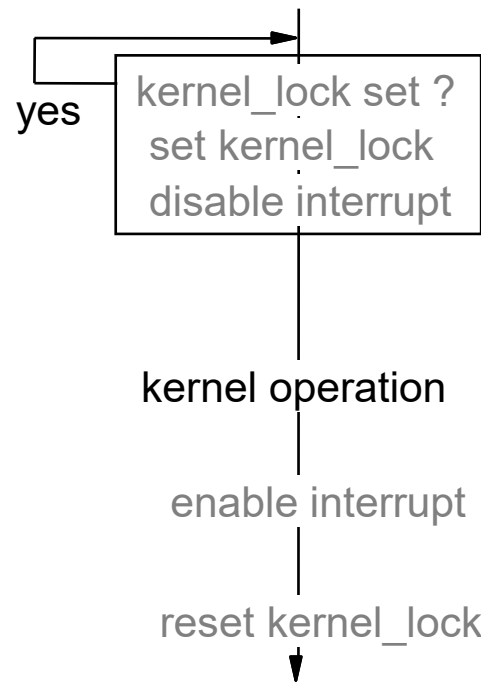 kernel_lock set ?
yes
set kernel_lock
disable interrupt
kernel operation
enable interrupt
reset kernel_lock